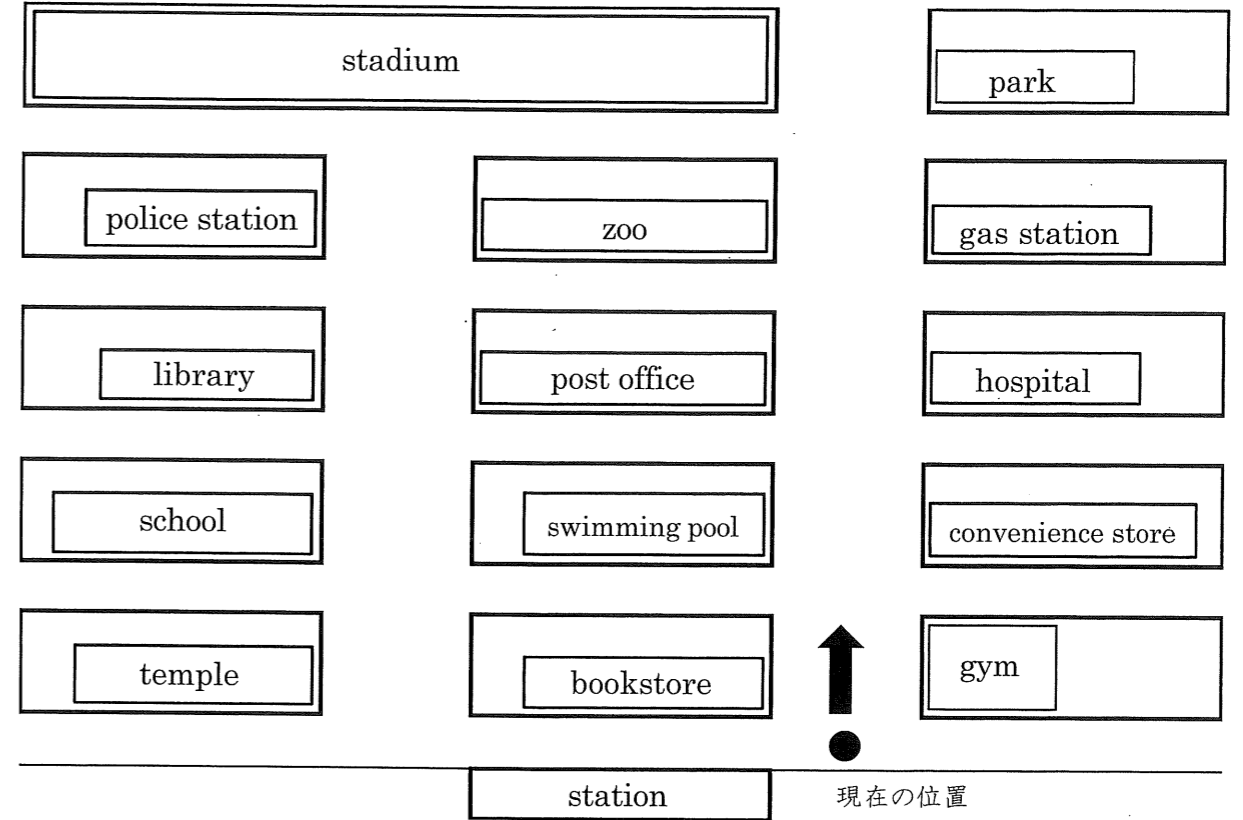 stadium
park
police station
zoo
gas station
library
post office
hospital
school
swimming pool
convenience store
temple
bookstore
gym
station
現在の位置